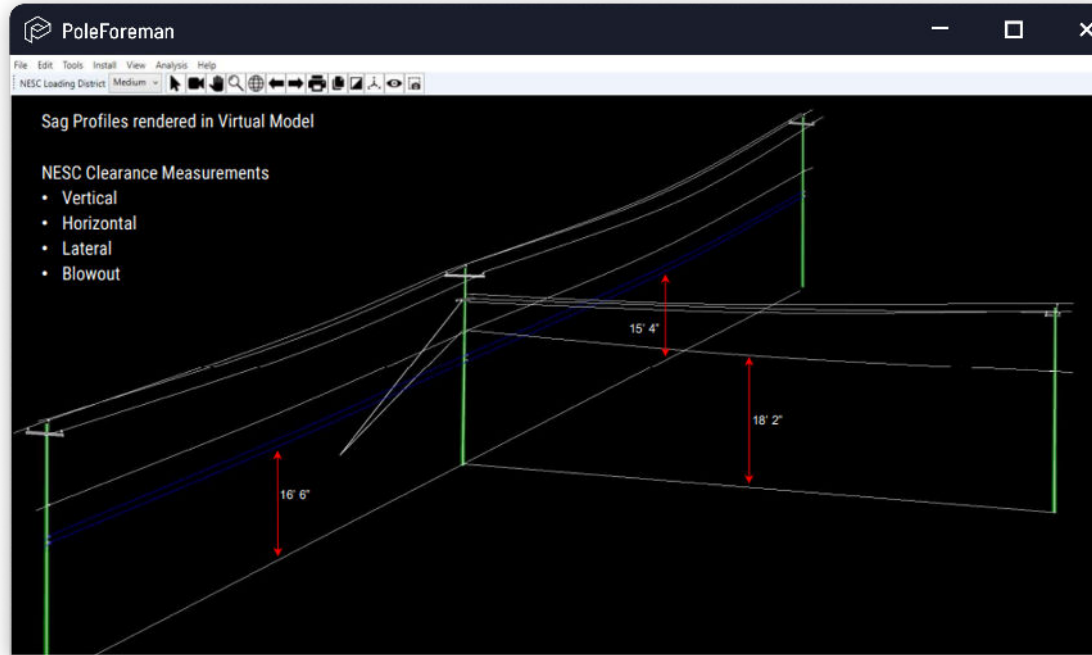 PoleForeman
File Edit Tools Install View Analysis Help
NESC Loading District Medium
Sag Profiles rendered in Virtual Model
NESC Clearance Measurements
• Vertical
• Horizontal
• Lateral
• Blowout
15' 4"
18' 2"
16' 6"